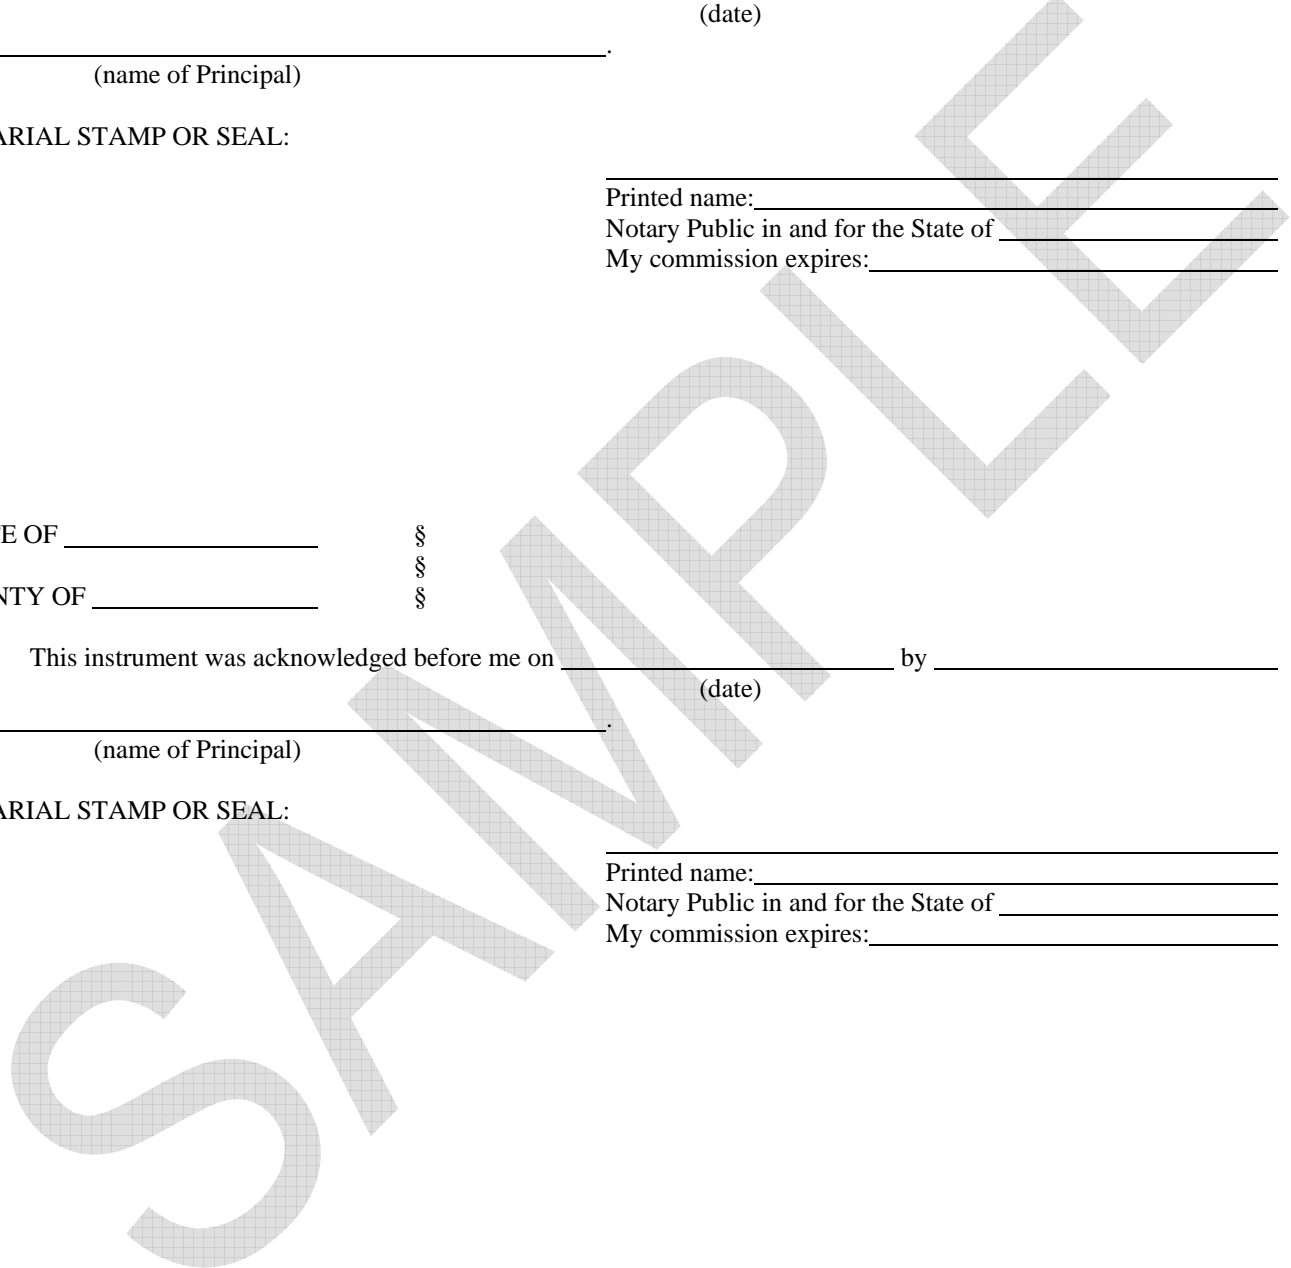 (date)
.
(name of Principal)
ARIAL STAMP OR SEAL:
Printed name:
Notary Public in and for the State of
My commission expires:
E OF §
§
NTY OF §
This instrument was acknowledged before me on by
(date)
.
(name of Principal)
ARIAL STAMP OR SEAL:
Printed name:
Notary Public in and for the State of
My commission expires:
SAMPLE